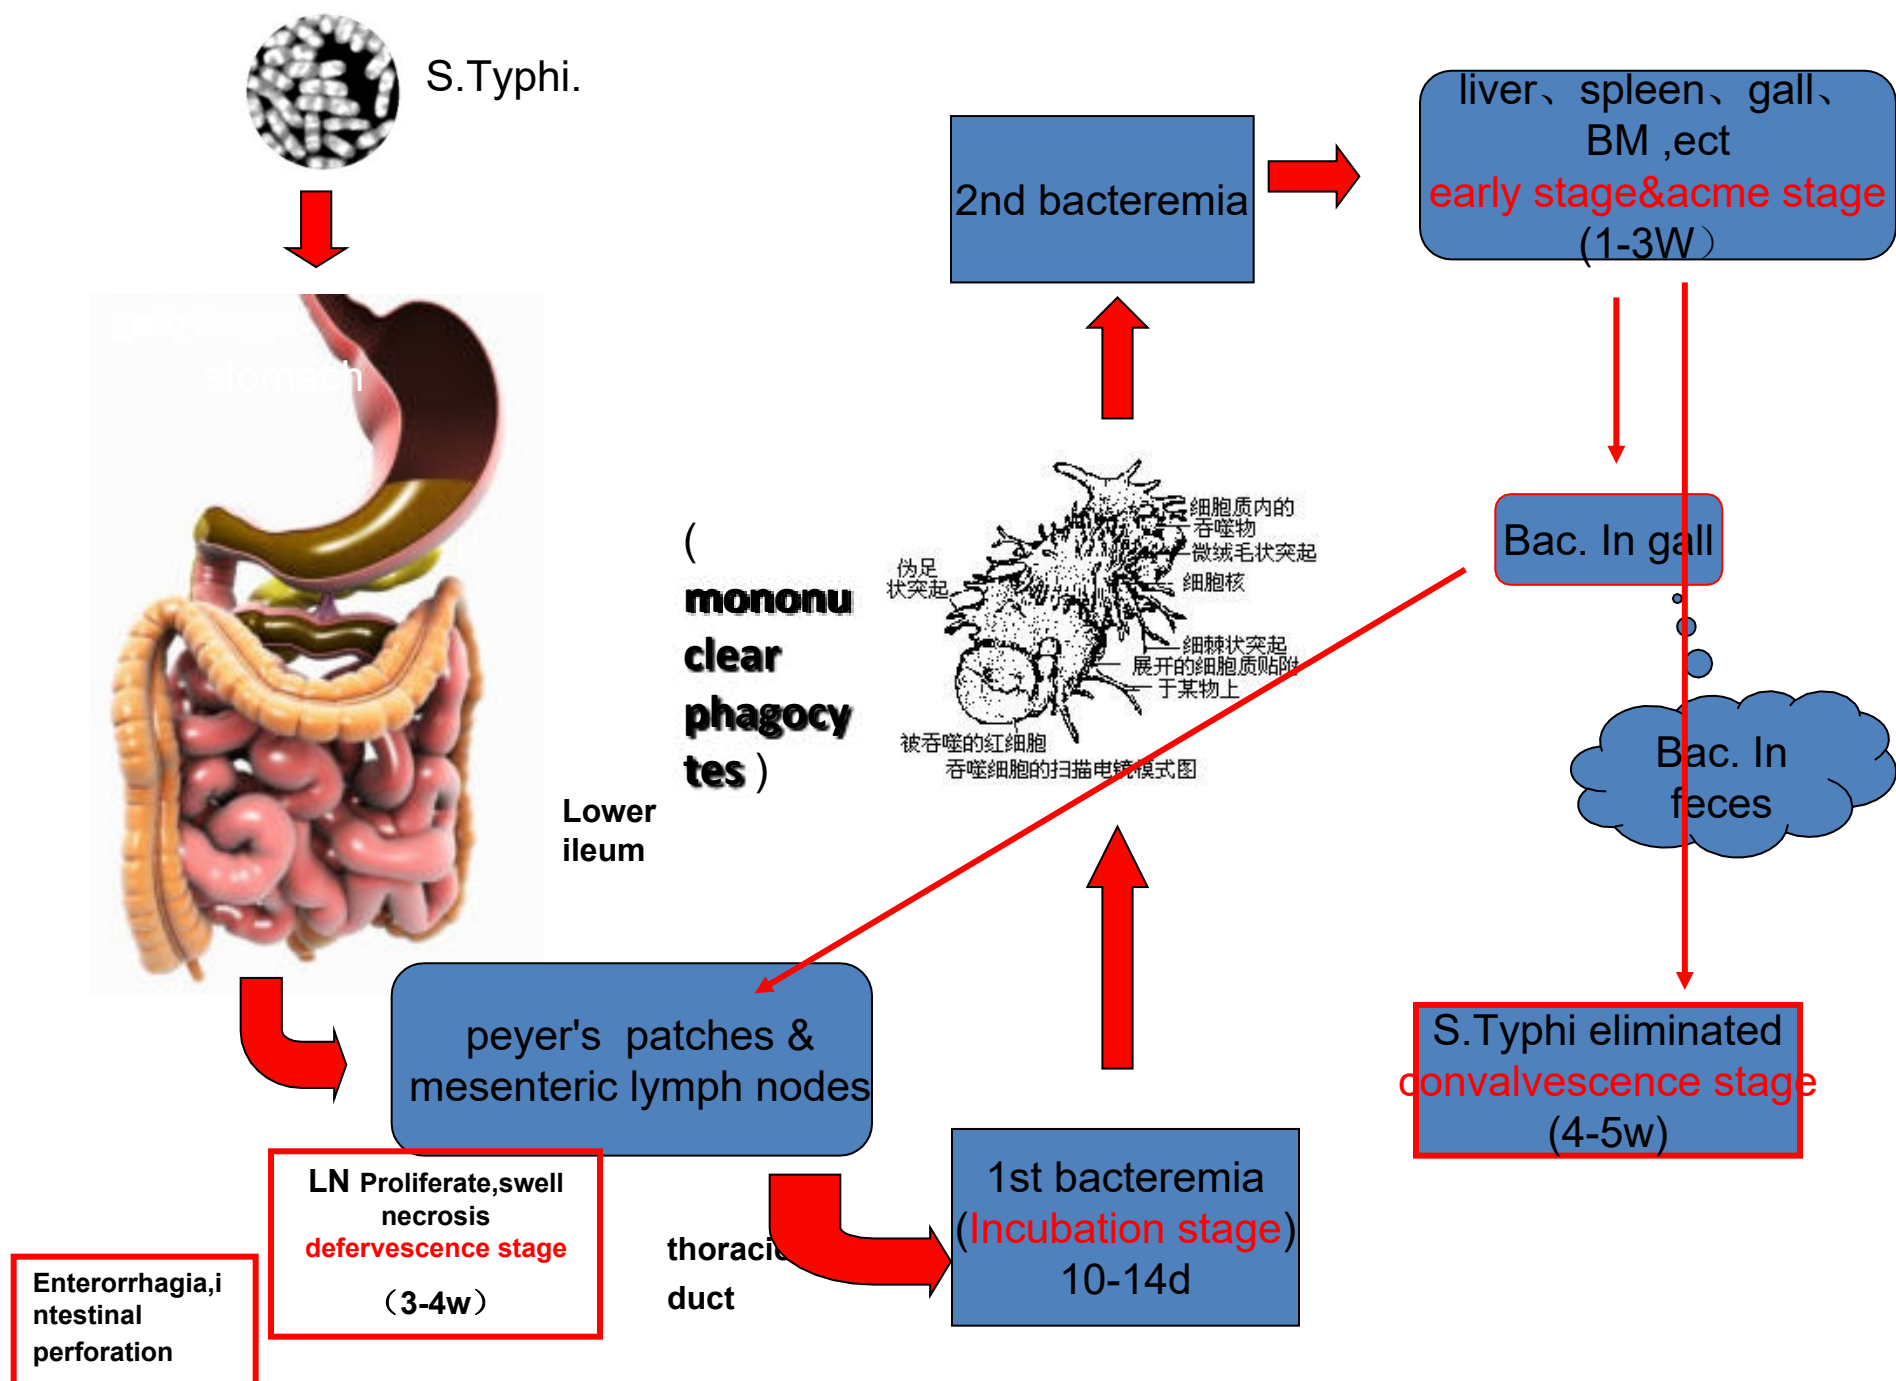 S.Typhi.
stomach
(
mononu
clear
phagocy
tes)
Lower
ileum
peyer's patches &
mesenteric lymph nodes
LN Proliferate,swell
necrosis
defervescence stage
（3-4w）
Enterorrhagia,i
ntestinal
perforation
thoracic
duct
1st bacteremia
(Incubation stage)
10-14d
伪足
状突起
细胞质内的
吞噬物
微绒毛状突起
细胞核
细棘状突起
展开的细胞质贴附
于某物上
被吞噬的红细胞
吞噬细胞的扫描电镜模式图
2nd bacteremia
liver、spleen、gall、
BM ,ect
early stage&acme stage
(1-3W）
Bac. In gall
Bac. In
feces
S.Typhi eliminated
convalvescence stage
(4-5w)